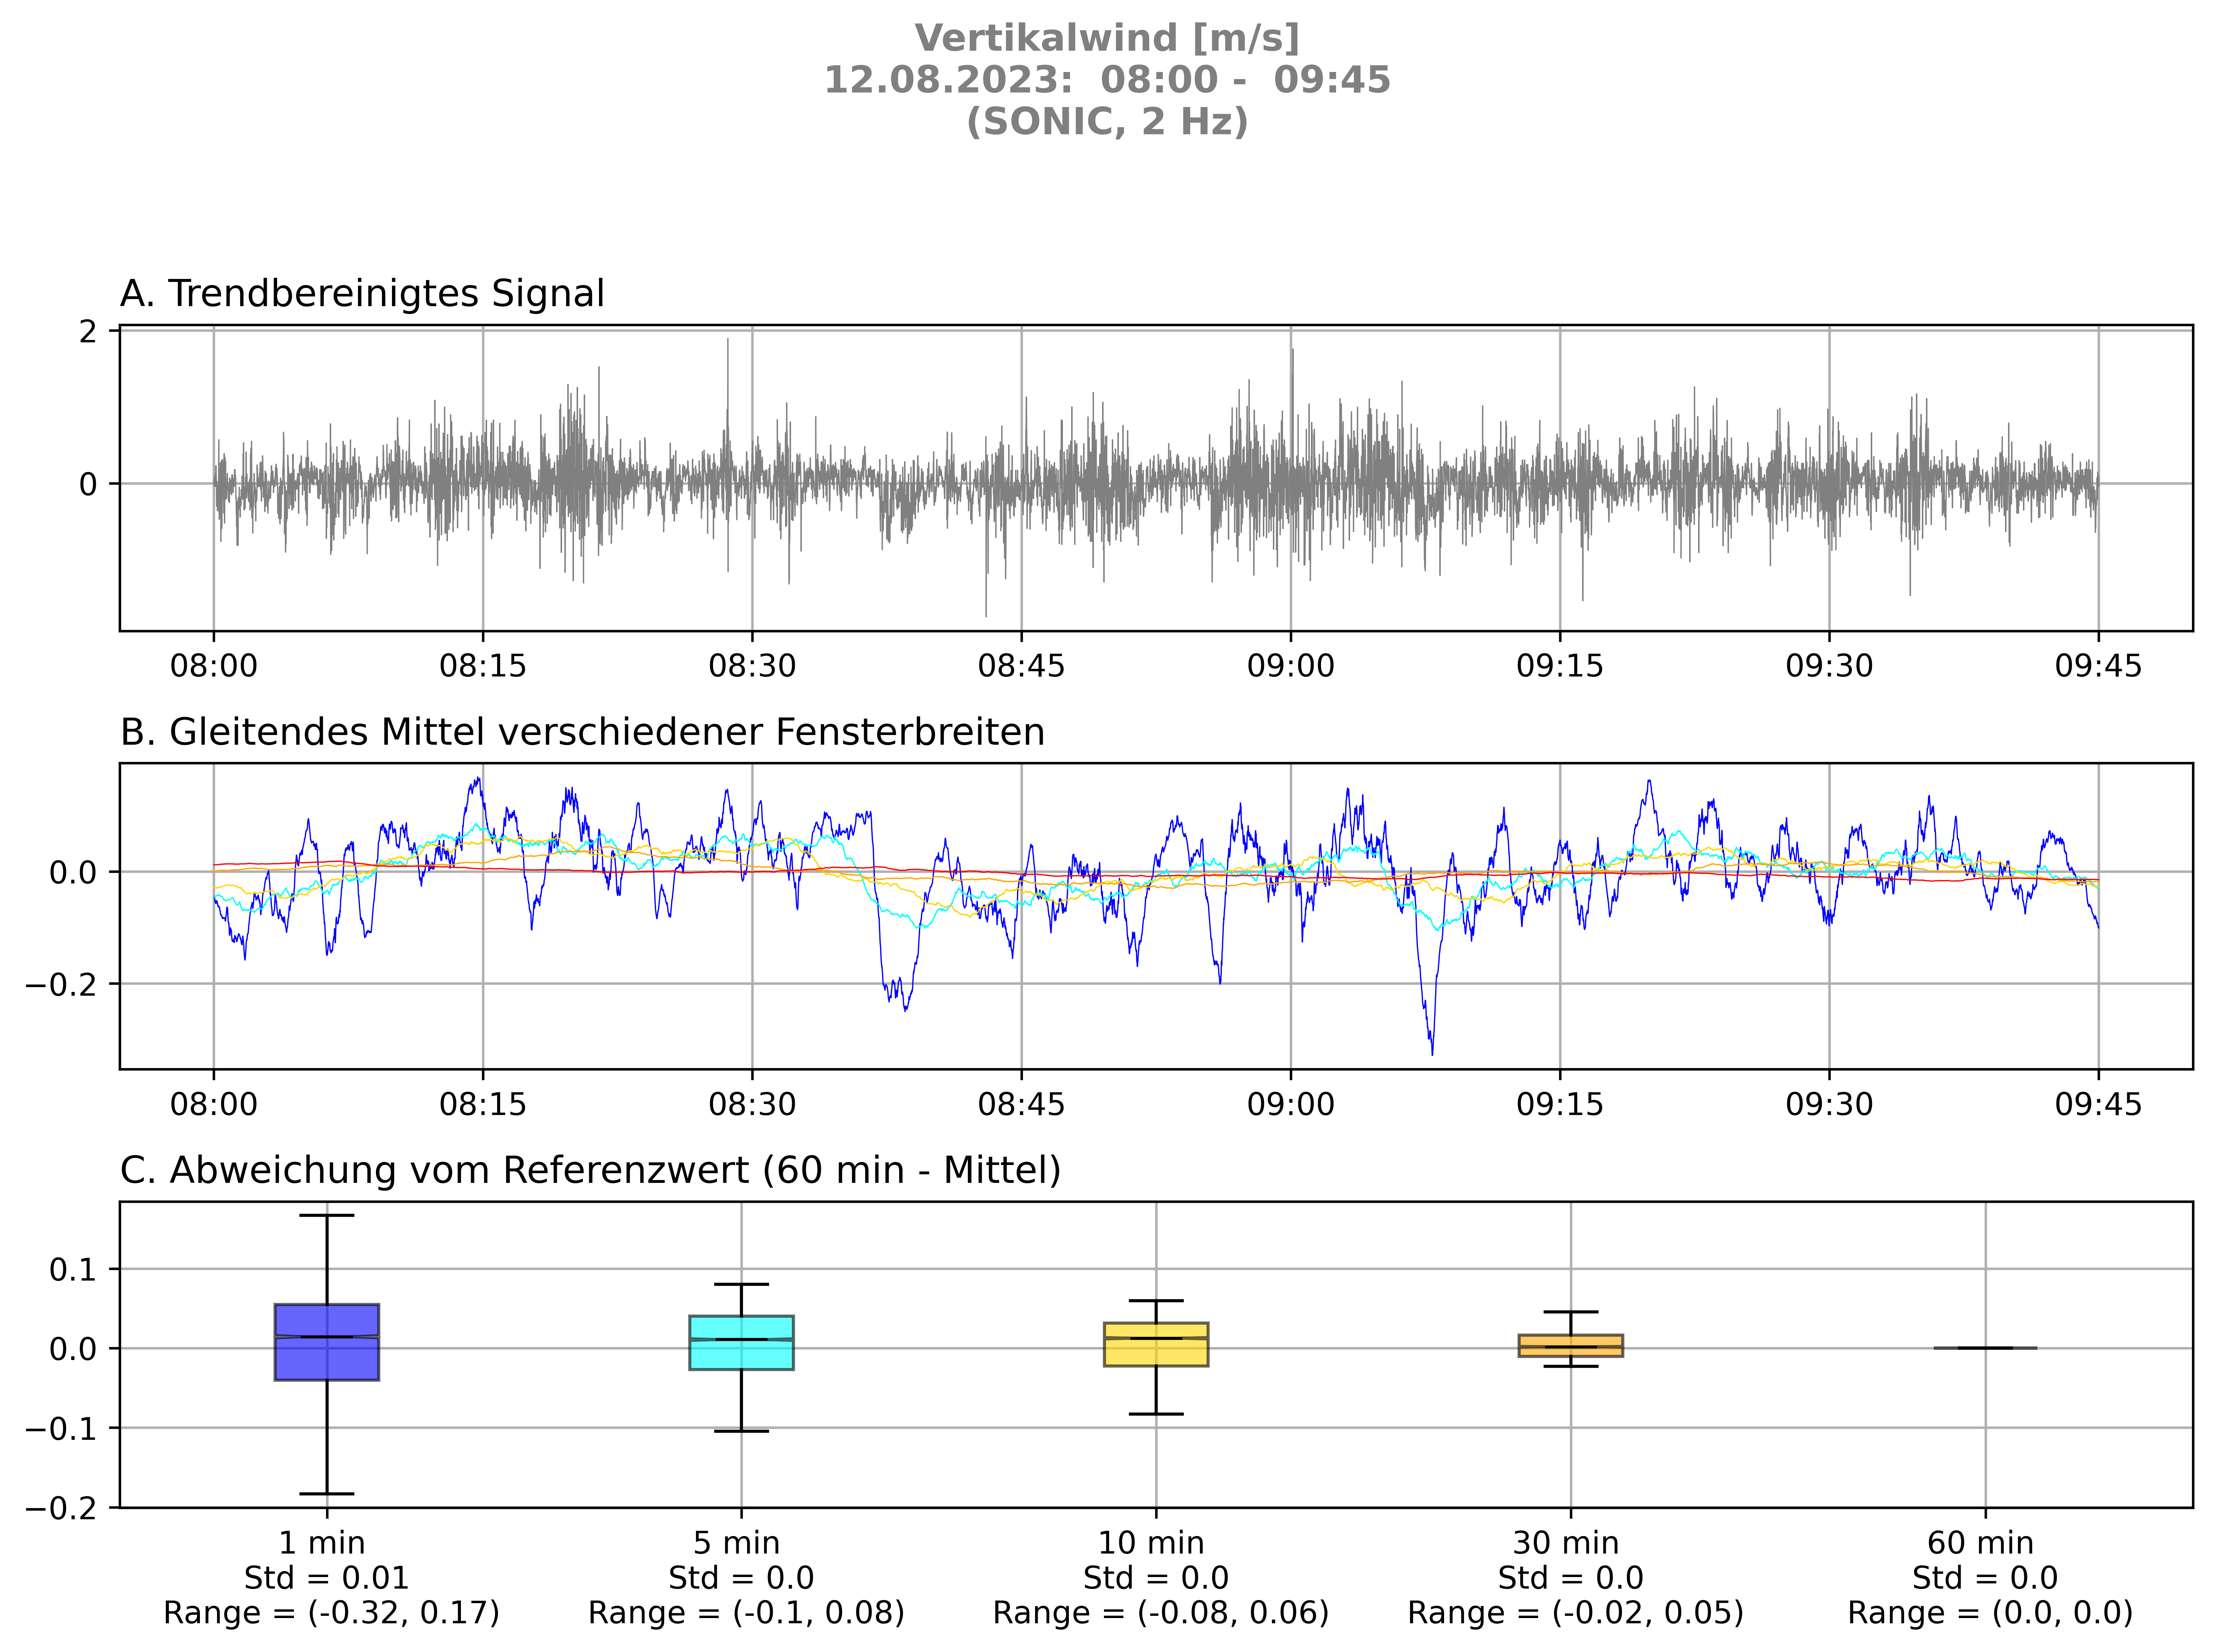 Vertikalwind [m/s]
12.08.2023:  08:00 -  09:45
(SONIC, 2 Hz)
A. Trendbereinigtes Signal
2
0
08:00 08:15 08:30 08:45 09:00 09:15 09:30 09:45
B. Gleitendes Mittel verschiedener Fensterbreiten
0.0
−0.2
08:00 08:15 08:30 08:45 09:00 09:15 09:30 09:45
C. Abweichung vom Referenzwert (60 min - Mittel)
0.1
0.0
−0.1
−0.2
1 min 5 min 10 min 30 min 60 min
Std = 0.01 Std = 0.0 Std = 0.0 Std = 0.0 Std = 0.0
Range = (-0.32, 0.17) Range = (-0.1, 0.08) Range = (-0.08, 0.06) Range = (-0.02, 0.05) Range = (0.0, 0.0)